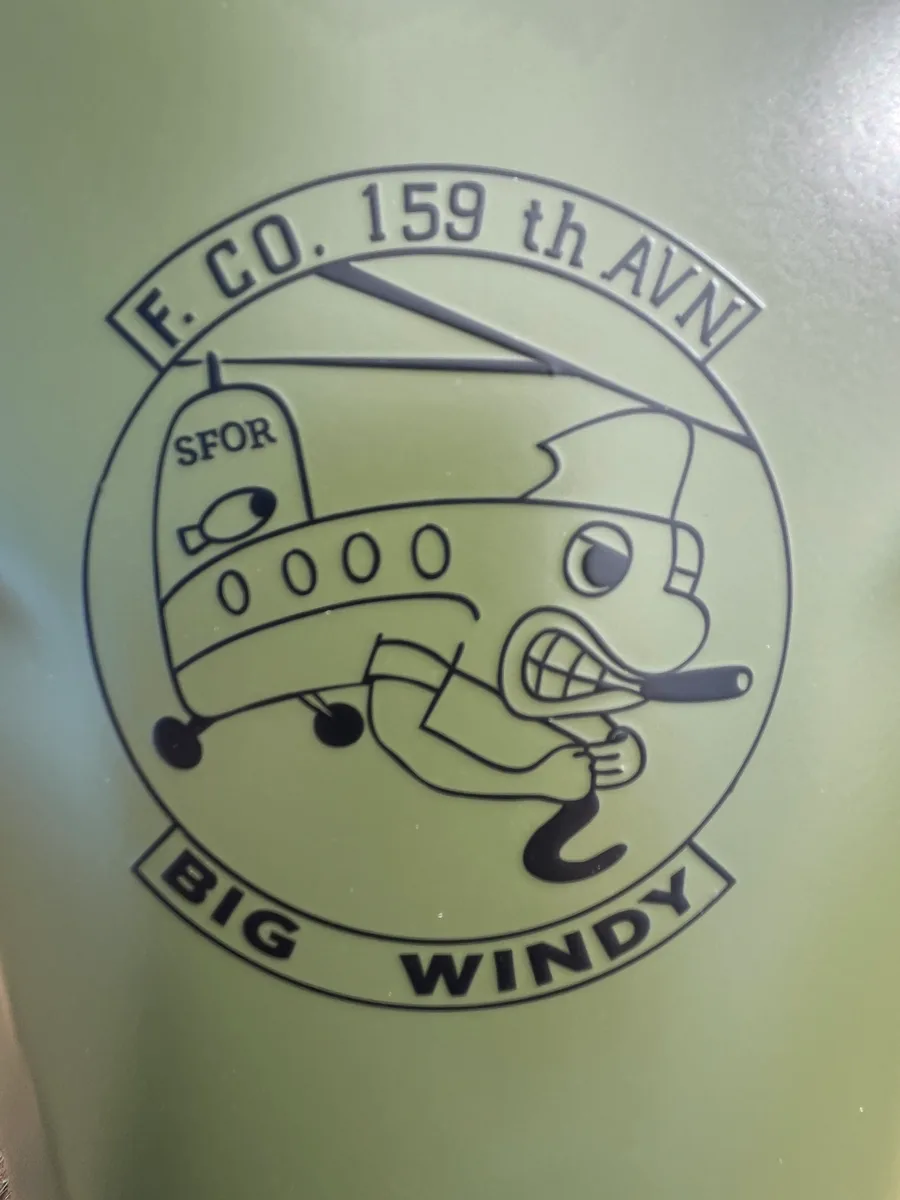 F. CO. 159 th AVN
SFOR
BIG WINDY